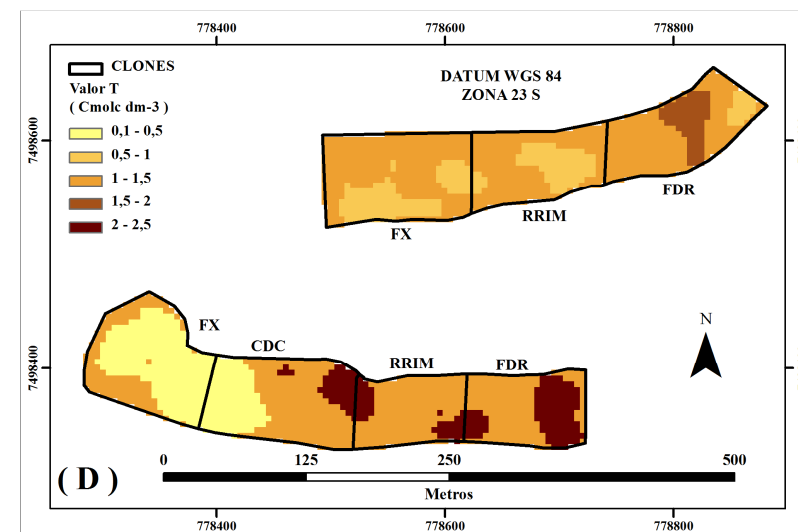 778400 778600 778800
CLONES
Valor T
( Cmolc dm-3 )
0,1 - 0,5
0,5 - 1
1 - 1,5
1,5 - 2
2 - 2,5
DATUM WGS 84
ZONA 23 S
7498600
FX
RRIM
FDR
7498400
FX
CDC
RRIM
FDR
N
( D )
0 125 250 500
Metros
778400 778600 778800